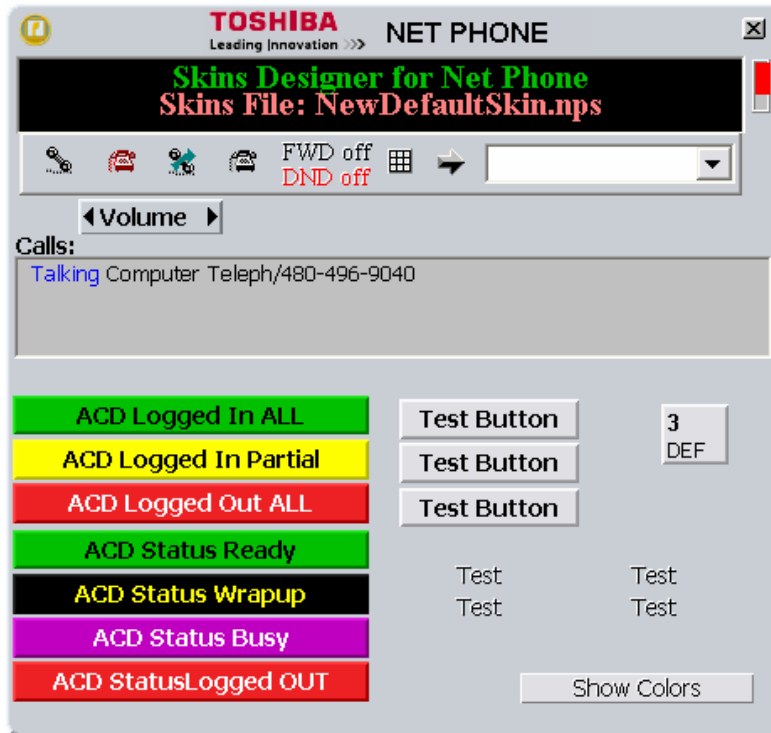 TOSHIBA
Leading Innovation >>>
NET PHONE
Skins Designer for Net Phone
Skins File: NewDefaultSkin.nps
FWD off
DND off
Volume
Calls:
Talking Computer Teleph/480-496-9040
ACD Logged In ALL
ACD Logged In Partial
ACD Logged Out ALL
ACD Status Ready
ACD Status Wrapup
ACD Status Busy
ACD StatusLogged OUT
Test Button
Test Button
Test Button
3
DEF
Test Test
Test Test
Show Colors